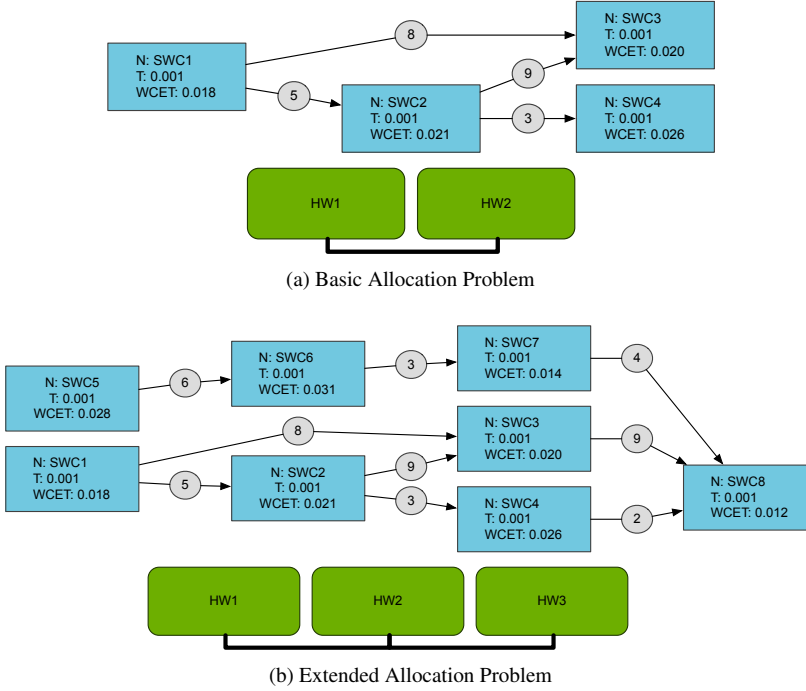 N: SWC1
T: 0.001
WCET: 0.018
8
5
N: SWC2
T: 0.001
WCET: 0.021
9
3
N: SWC3
T: 0.001
WCET: 0.020
N: SWC4
T: 0.001
WCET: 0.026
HW1
HW2
(a) Basic Allocation Problem
N: SWC5
T: 0.001
WCET: 0.028
6
N: SWC6
T: 0.001
WCET: 0.031
3
N: SWC7
T: 0.001
WCET: 0.014
4
N: SWC1
T: 0.001
WCET: 0.018
8
5
N: SWC2
T: 0.001
WCET: 0.021
9
3
N: SWC3
T: 0.001
WCET: 0.020
9
N: SWC4
T: 0.001
WCET: 0.026
2
N: SWC8
T: 0.001
WCET: 0.012
HW1
HW2
HW3
(b) Extended Allocation Problem